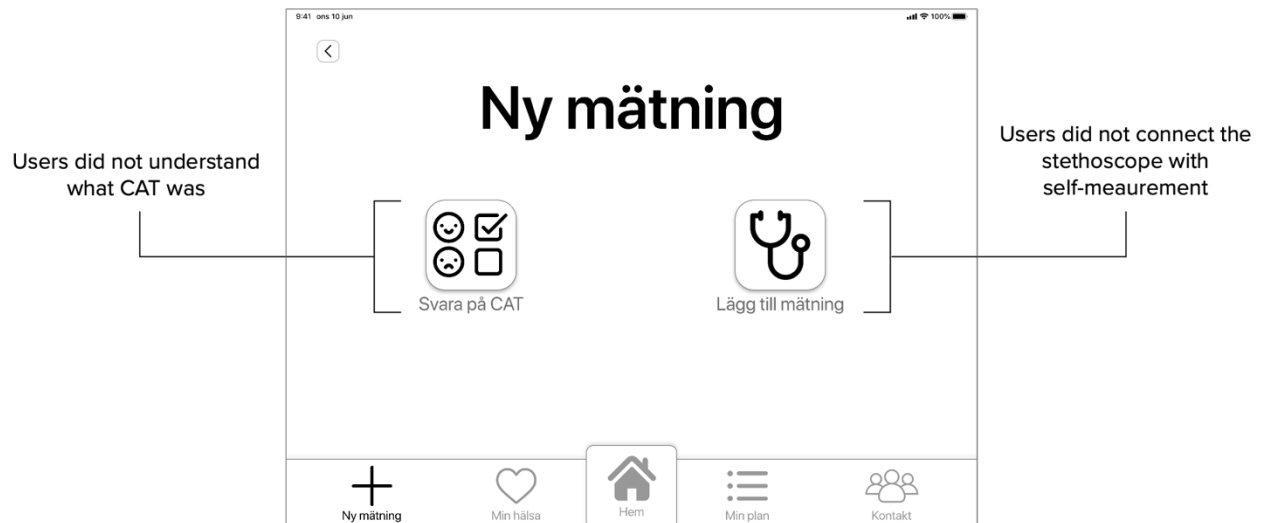 9:41 ons 10 jun
100%
Ny mätning
Users did not understand
what CAT was
Users did not connect the
stethoscope with
self-meaurement
Svara på CAT
Lägg till mätning
Ny mätning
Min hälsa
Hem
Min plan
Kontakt